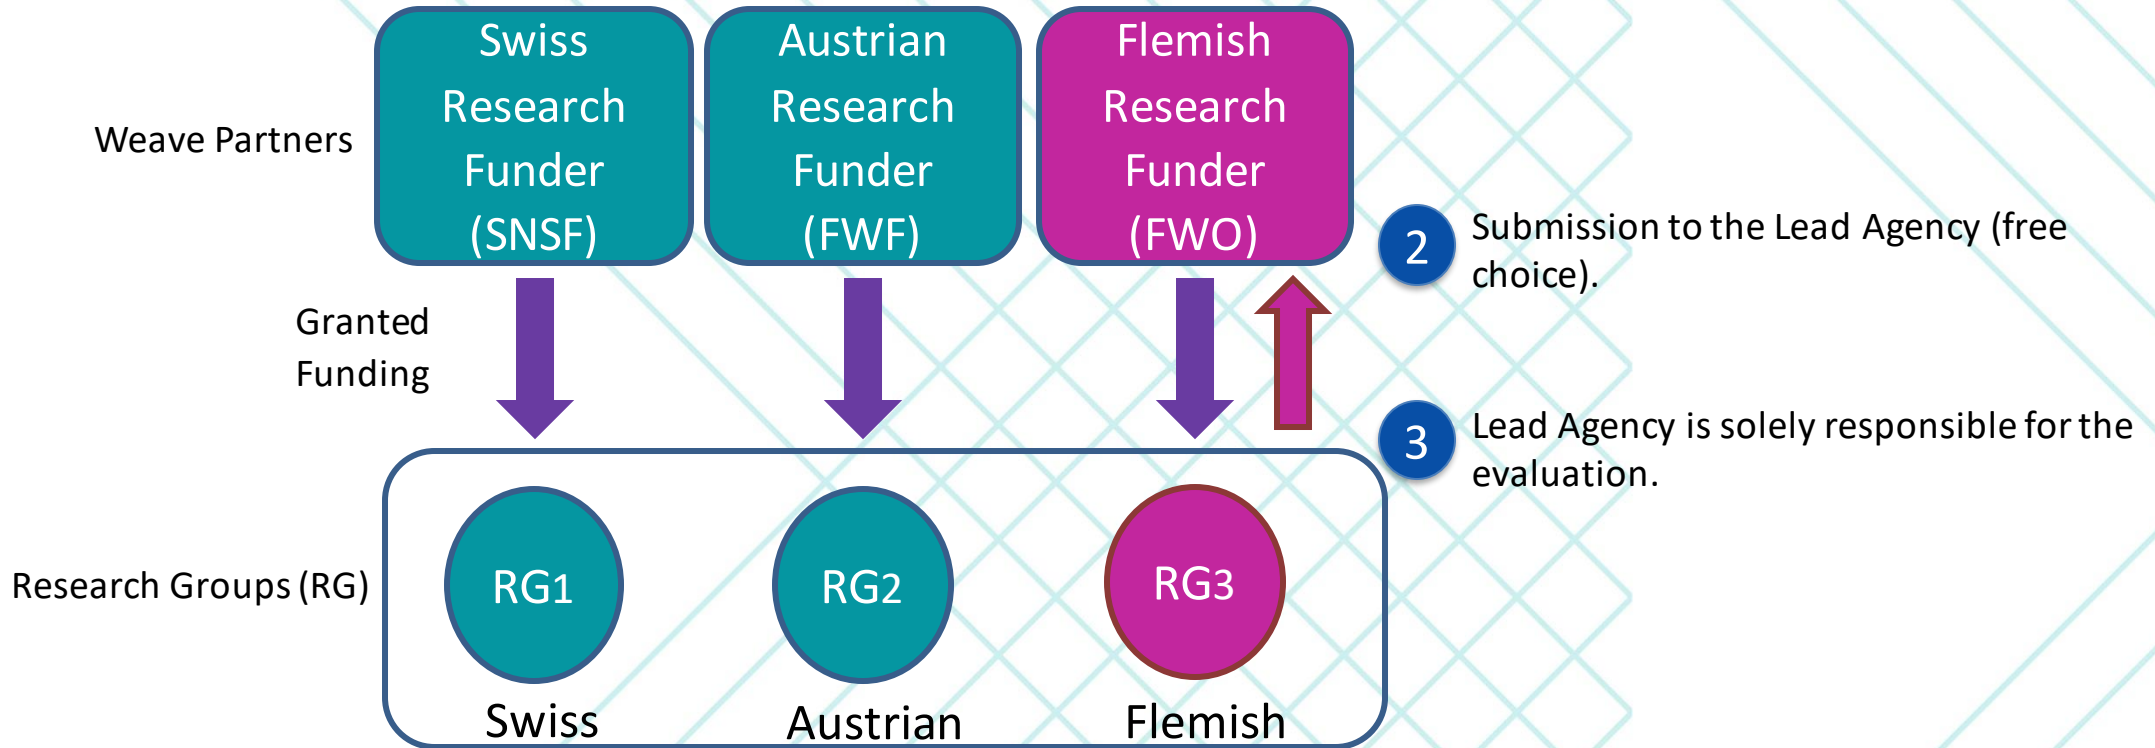 Swiss
Research
Funder
(SNSF)
Austrian
Research
Funder
(FWF)
Flemish
Research
Funder
(FWO)
Weave Partners
2
Submission to the Lead Agency (free
choice).
Granted
Funding
3
Lead Agency is solely responsible for the
evaluation.
Research Groups (RG)
RG1
RG2
RG3
Swiss
Austrian
Flemish